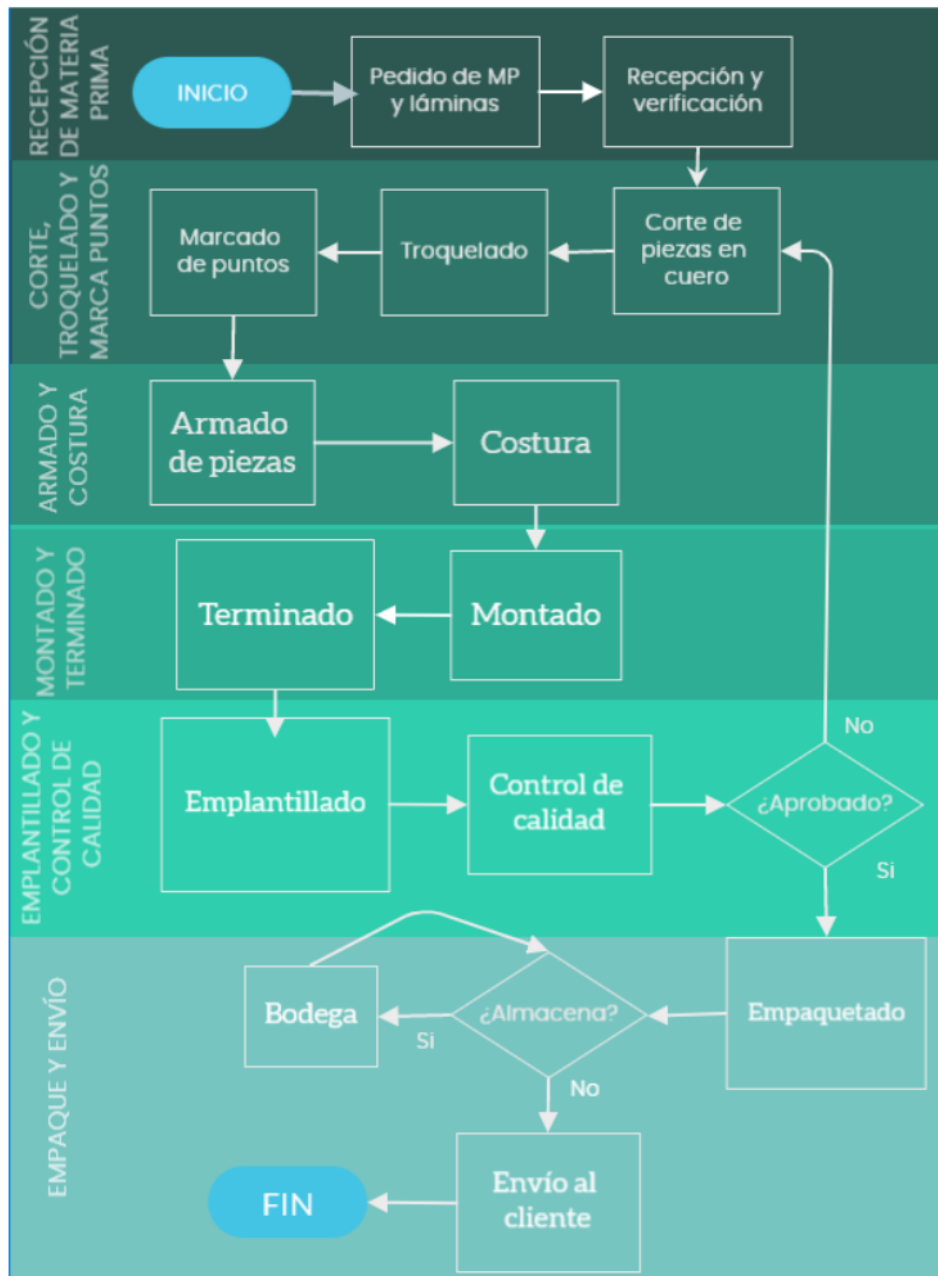 RECEPCIÓN
DE MATERIA
PRIMA
INICIO
Pedido de MP
y láminas
Recepción y
verificación
CORTE,
TROQUELADO Y
MARCA PUNTOS
Marcado
de puntos
Troquelado
Corte de
piezas en
cuero
ARMADO Y
COSTURA
Armado
de piezas
Costura
MONTADO Y
TERMINADO
Terminado
Montado
EMPLANTILLADO Y
CONTROL DE
CALIDAD
Emplantillado
Control de
calidad
¿Aprobado?
No
Si
EMPAQUE Y ENVÍO
Bodega
Si
¿Almacena?
No
Empaquetado
Envío al
cliente
FIN